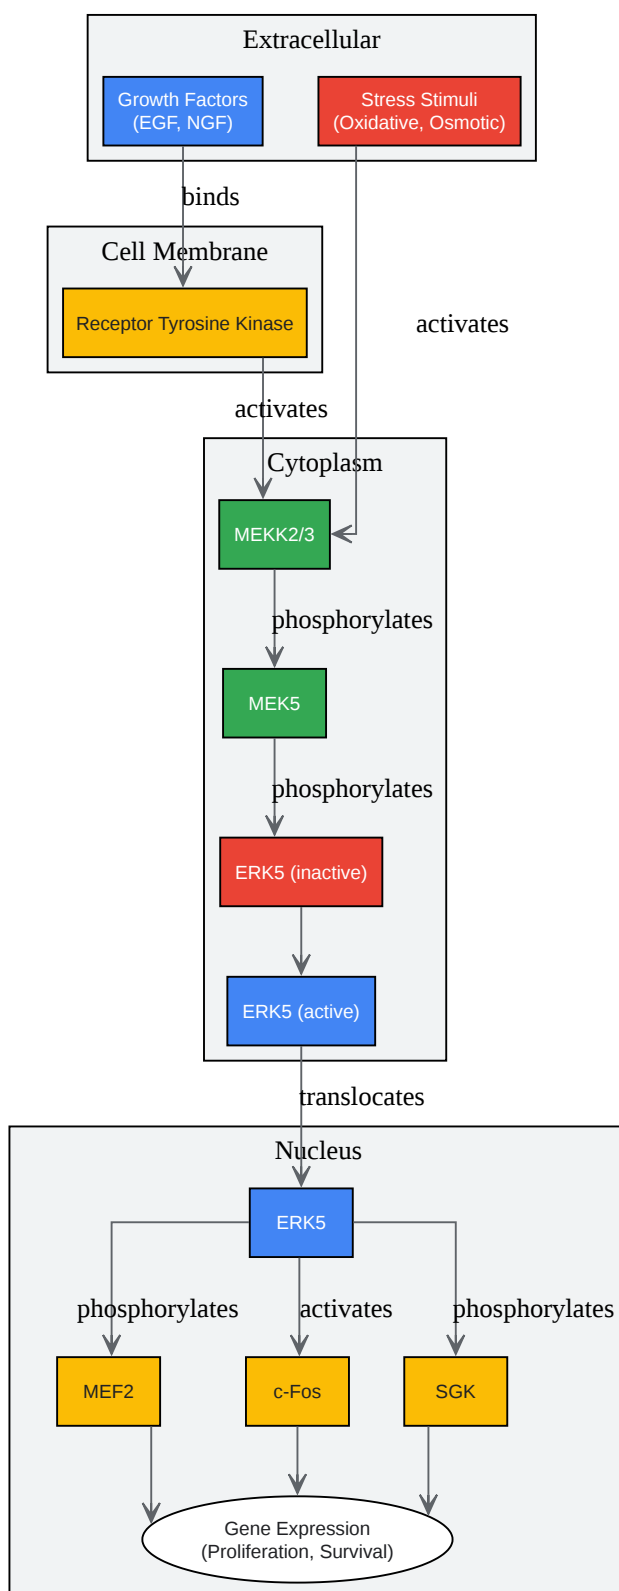 Extracellular
Growth Factors
(EGF, NGF)
Stress Stimuli
(Oxidative, Osmotic)
binds
Cell Membrane
Receptor Tyrosine Kinase
activates
activates
Cytoplasm
MEKK2/3
phosphorylates
MEK5
phosphorylates
ERK5 (inactive)
ERK5 (active)
translocates
Nucleus
ERK5
phosphorylates
activates
phosphorylates
MEF2
c-Fos
SGK
Gene Expression
(Proliferation, Survival)